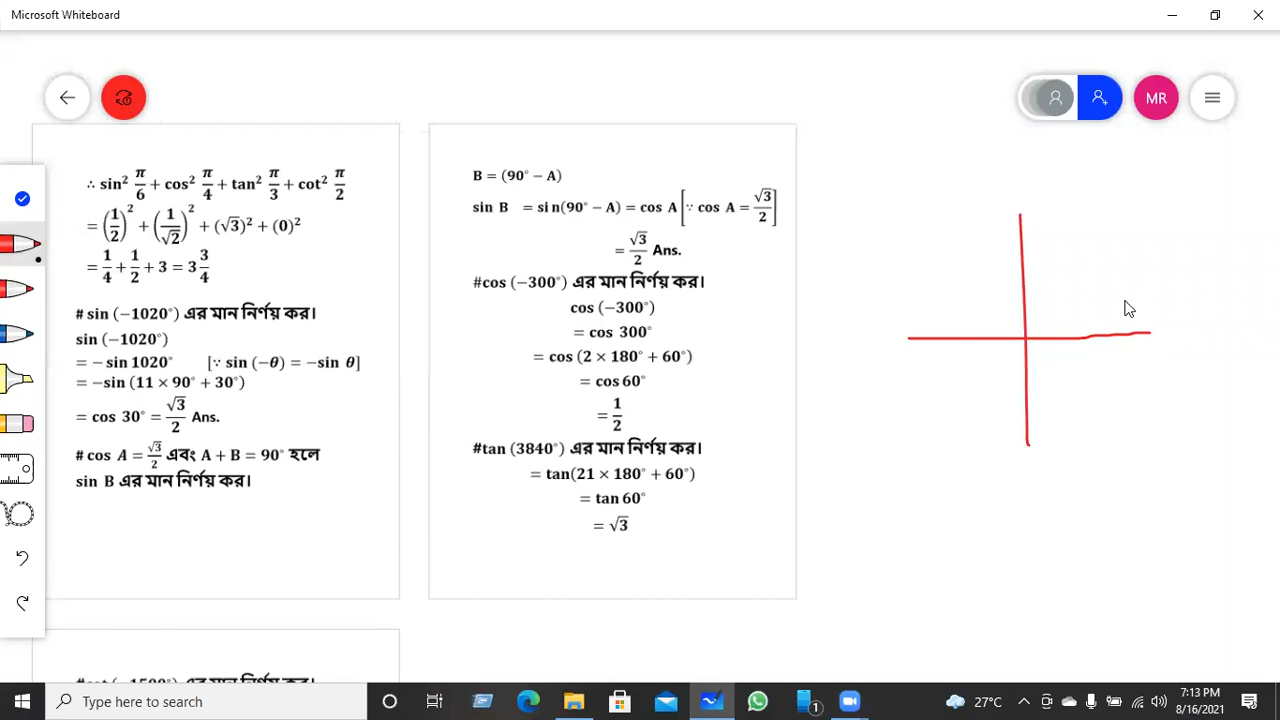 Microsoft Whiteboard
MR
∴ sin² π/6 + cos² π/4 + tan² π/3 + cot² π/2
= (1/2)² + (1/√2)² + (√3)² + (0)²
= 1/4 + 1/2 + 3 = 3 3/4
# sin (−1020°) এর মান নির্ণয় কর।
sin (−1020°)
= − sin 1020° [∵ sin (−θ) = −sin θ]
= −sin (11 × 90° + 30°)
= cos 30° = √3/2 Ans.
# cos A = √3/2 এবং A + B = 90° হলে
sin B এর মান নির্ণয় কর।
B = (90° − A)
sin B = sin(90° − A) = cos A [∵ cos A = √3/2]
= √3/2 Ans.
#cos (−300°) এর মান নির্ণয় কর।
cos (−300°)
= cos 300°
= cos (2 × 180° + 60°)
= cos 60°
= 1/2
#tan (3840°) এর মান নির্ণয় কর।
= tan(21 × 180° + 60°)
= tan 60°
= √3
Type here to search
1
27°C
7:13 PM
8/16/2021